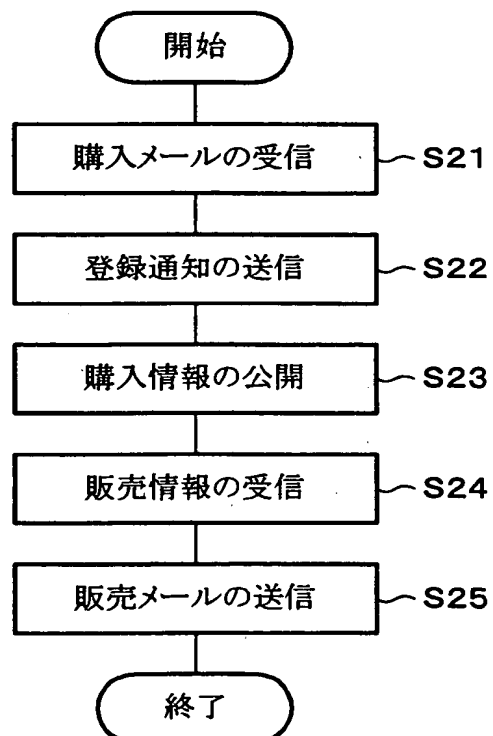 開始
購入メールの受信 S21
登録通知の送信 S22
購入情報の公開 S23
販売情報の受信 S24
販売メールの送信 S25
終了